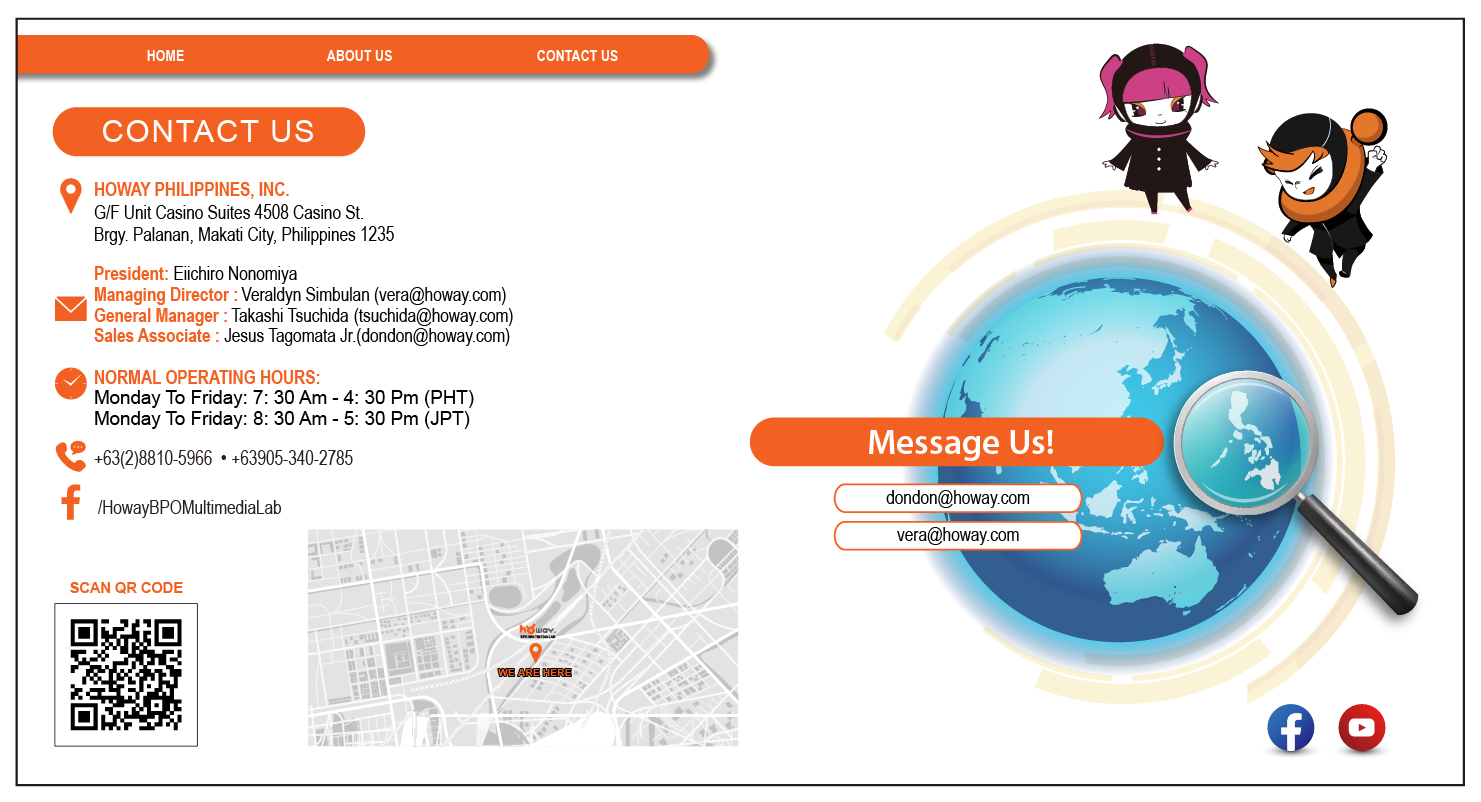 HOME ABOUT US CONTACT US
CONTACT US
HOWAY PHILIPPINES, INC.
G/F Unit Casino Suites 4508 Casino St.
Brgy. Palanan, Makati City, Philippines 1235
President: Eiichiro Nonomiya
Managing Director : Veraldyn Simbulan (vera@howay.com)
General Manager : Takashi Tsuchida (tsuchida@howay.com)
Sales Associate : Jesus Tagomata Jr.(dondon@howay.com)
NORMAL OPERATING HOURS:
Monday To Friday: 7: 30 Am - 4: 30 Pm (PHT)
Monday To Friday: 8: 30 Am - 5: 30 Pm (JPT)
+63(2)8810-5966 • +63905-340-2785
/HowayBPOMultimediaLab
SCAN QR CODE
howay.
BPO MULTIMEDIA LAB
WE ARE HERE
Message Us!
dondon@howay.com
vera@howay.com